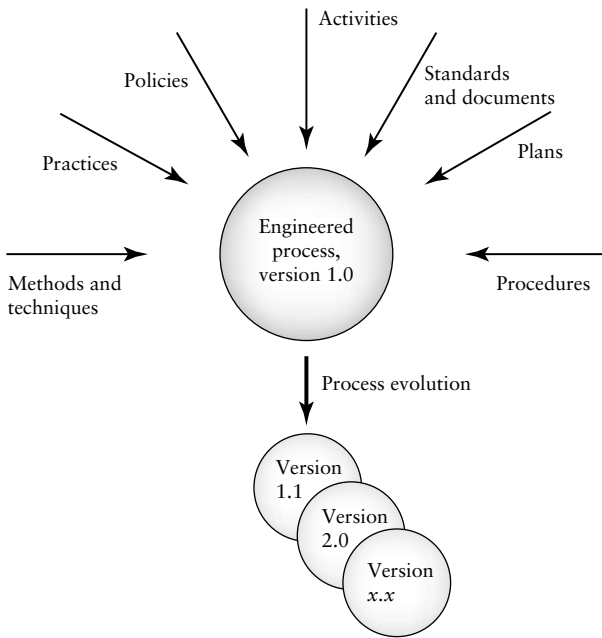 Activities
Policies
Standards
and documents
Practices
Plans
Engineered
process,
version 1.0
Methods and
techniques
Procedures
Process evolution
Version
1.1
Version
2.0
Version
x.x